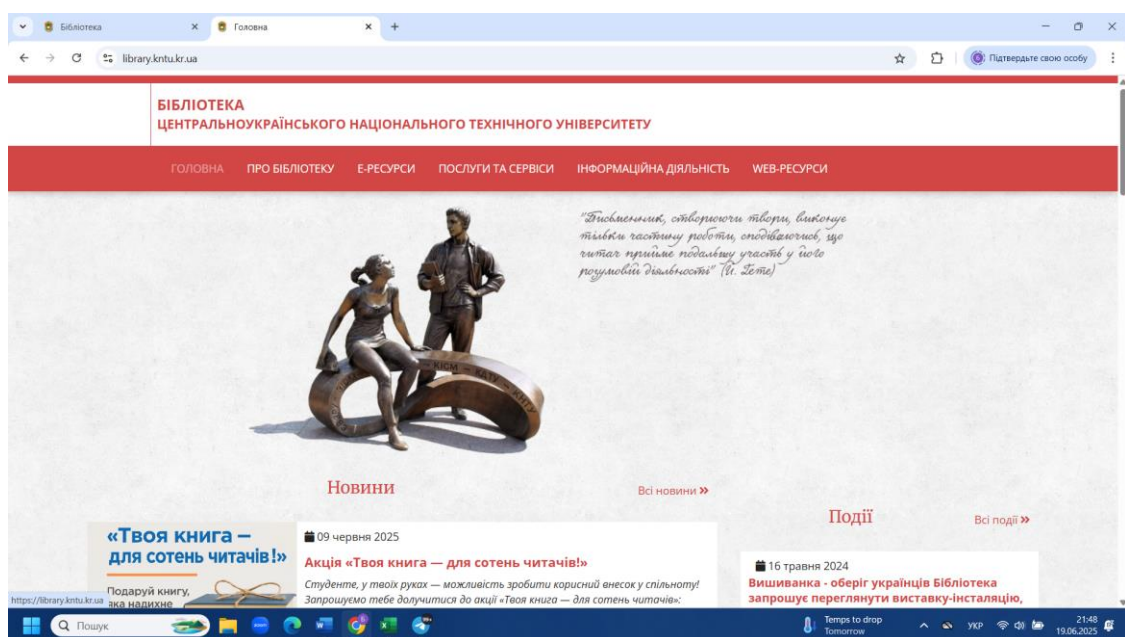 Бібліотека
Головна
library.kntu.kr.ua
Підтвердьте свою особу
БІБЛІОТЕКА
ЦЕНТРАЛЬНОУКРАЇНСЬКОГО НАЦІОНАЛЬНОГО ТЕХНІЧНОГО УНІВЕРСИТЕТУ
ГОЛОВНА ПРО БІБЛІОТЕКУ Е-РЕСУРСИ ПОСЛУГИ ТА СЕРВІСИ ІНФОРМАЦІЙНА ДІЯЛЬНІСТЬ WEB-РЕСУРСИ
"Письменник, створюючи твори, виконує
тільки частину роботи, сподіваючись, що
читач прийме подальшу участь у його
розумовій діяльності" (Й. Гете)
КІСМ – КДТУ – КНТУ
Новини
Всі новини »
«Твоя книга –
для сотень читачів!»
Подаруй книгу,
яка надихне
09 червня 2025
Акція «Твоя книга — для сотень читачів!»
Студенте, у твоїх руках — можливість зробити корисний внесок у спільноту!
Запрошуємо тебе долучитися до акції «Твоя книга — для сотень читачів»:
Події
Всі події »
16 травня 2024
Вишиванка - оберіг українців Бібліотека
запрошує переглянути виставку-інсталяцію,
https://library.kntu.kr.ua
Пошук
Temps to drop
Tomorrow
УКР
21:48
19.06.2025